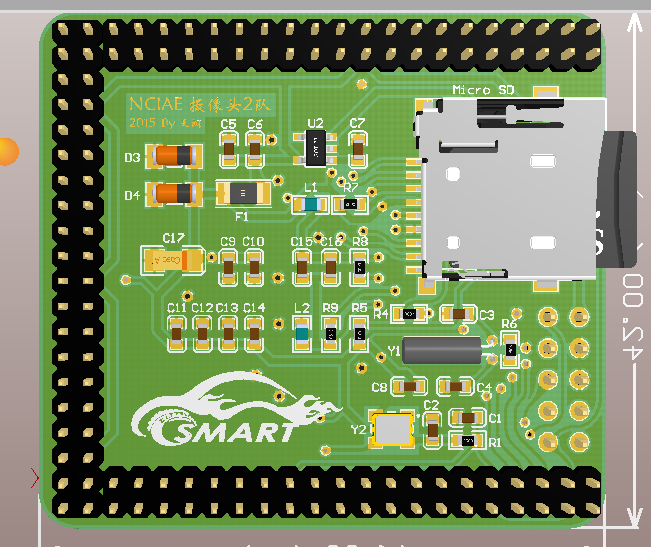 Micro SD
NCIAE 摄像头2队
2015 By
C5 C6 U2 C7
D3
D4
F1
L1 R7
C17
C9 C10 C15 C16 R8
C11 C12 C13 C14 L2 R9 R5
R4 C3
R6
Y1
C8 C4
C2
C1
Y2
R1
SMART
42.00